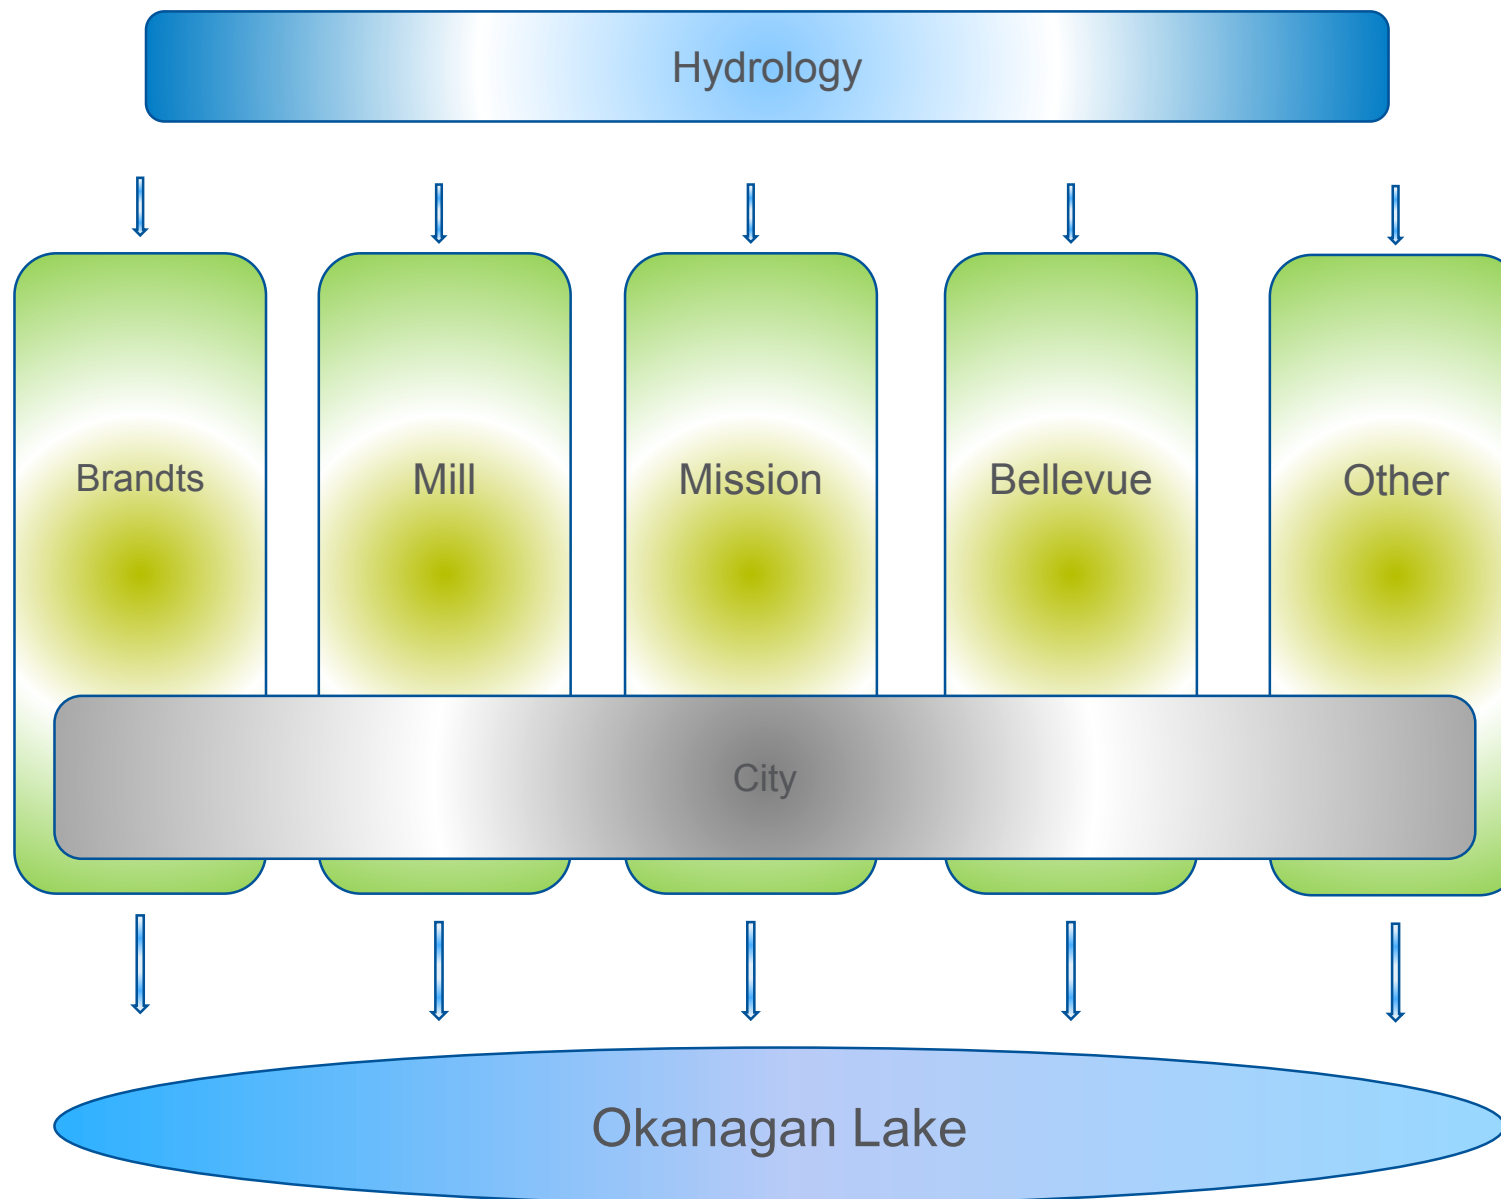 Hydrology
Brandts
Mill
Mission
Bellevue
Other
City
Okanagan Lake